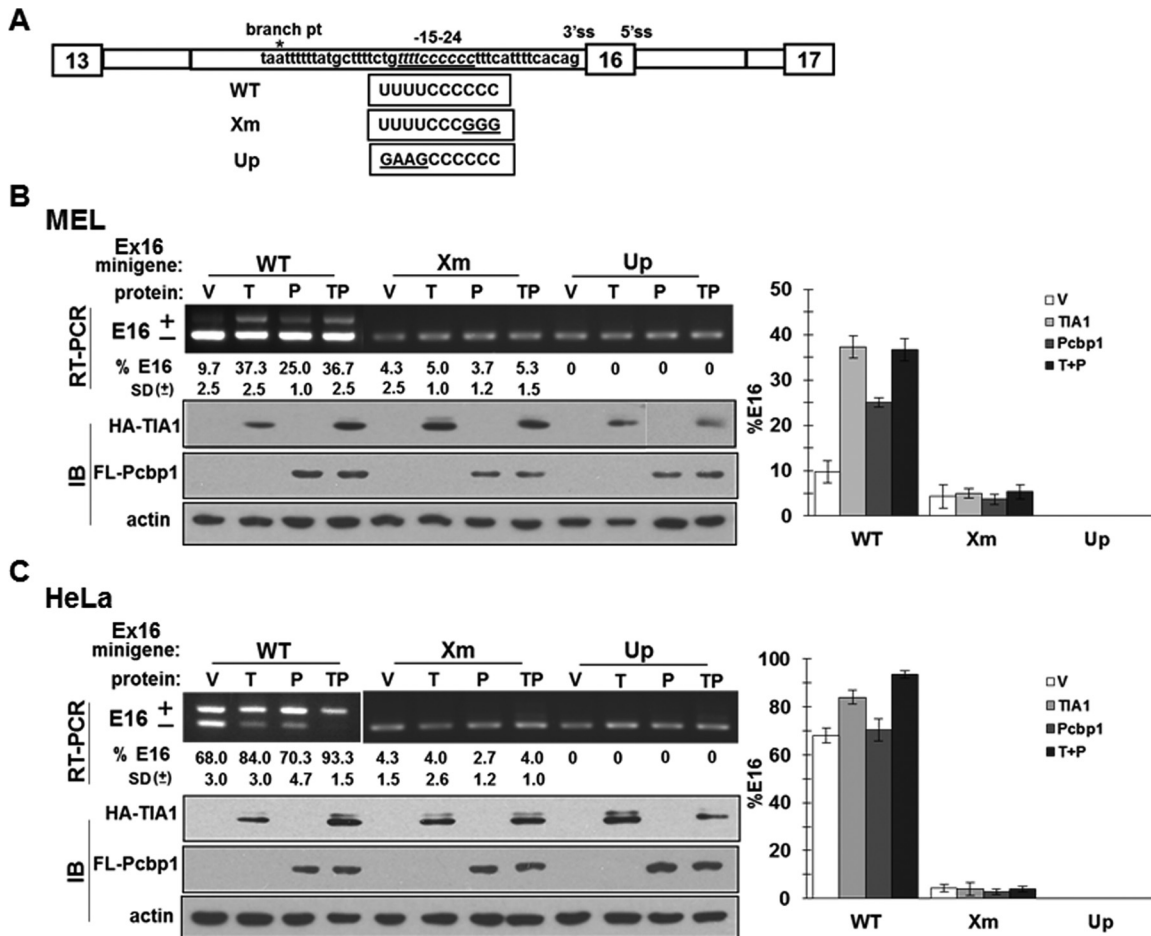 A
branch pt
-15-24
3'ss 5'ss
*
13 taattttttatgcttttctgttttcccccctttcattttcacag 16 17
WT UUUUCCCCCC
Xm UUUUCCCGGG
Up GAAGCCCCCC
B
MEL
Ex16 minigene: WT Xm Up
protein: V T P TP V T P TP V T P TP
RT-PCR
E16 + −
% E16 9.7 37.3 25.0 36.7 4.3 5.0 3.7 5.3 0 0 0 0
SD(±) 2.5 2.5 1.0 2.5 2.5 1.0 1.2 1.5
IB
HA-TIA1
FL-Pcbp1
actin
%E16
50
40
30
20
10
0
WT Xm Up
V
TIA1
Pcbp1
T+P
C
HeLa
Ex16 minigene: WT Xm Up
protein: V T P TP V T P TP V T P TP
RT-PCR
E16 + −
% E16 68.0 84.0 70.3 93.3 4.3 4.0 2.7 4.0 0 0 0 0
SD(±) 3.0 3.0 4.7 1.5 1.5 2.6 1.2 1.0
IB
HA-TIA1
FL-Pcbp1
actin
%E16
100
80
60
40
20
0
WT Xm Up
V
TIA1
Pcbp1
T+P